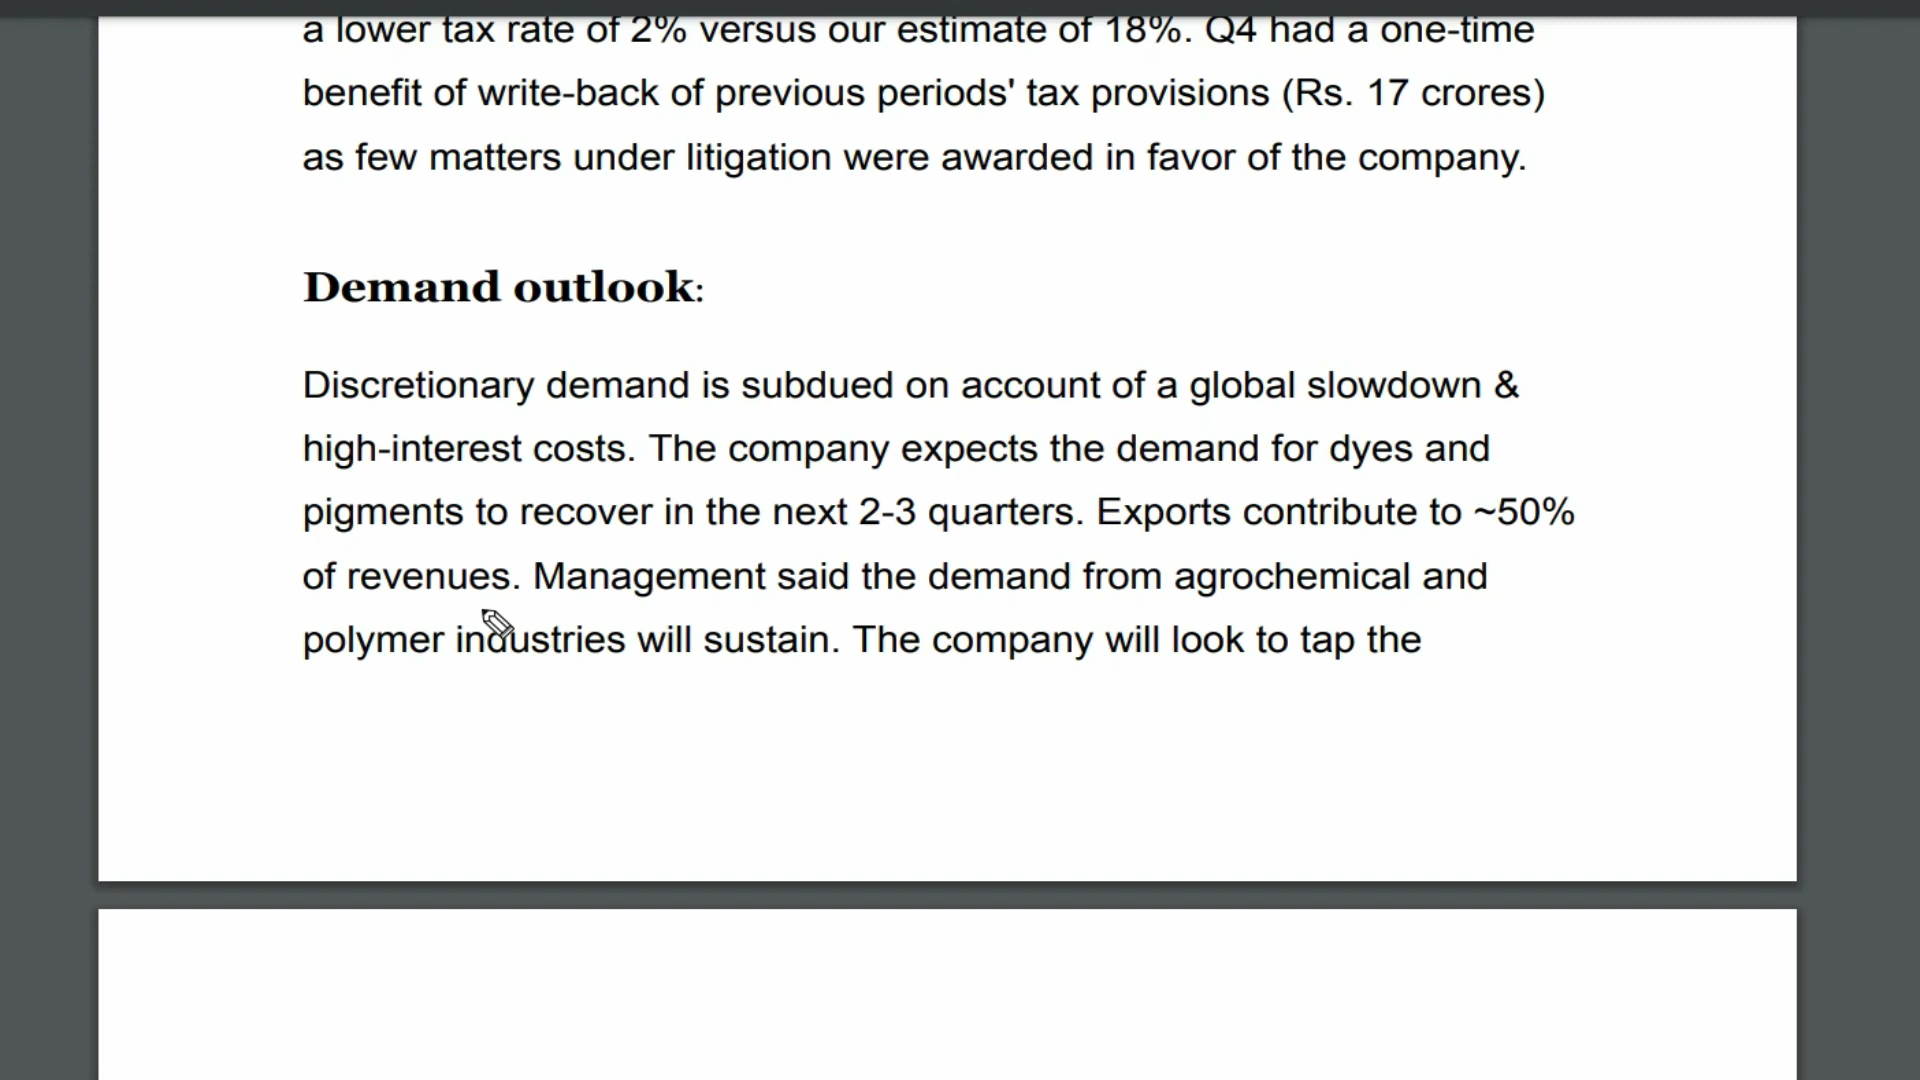 a lower tax rate of 2% versus our estimate of 18%. Q4 had a one-time
benefit of write-back of previous periods' tax provisions (Rs. 17 crores)
as few matters under litigation were awarded in favor of the company.
Demand outlook:
Discretionary demand is subdued on account of a global slowdown &
high-interest costs. The company expects the demand for dyes and
pigments to recover in the next 2-3 quarters. Exports contribute to ~50%
of revenues. Management said the demand from agrochemical and
polymer industries will sustain. The company will look to tap the